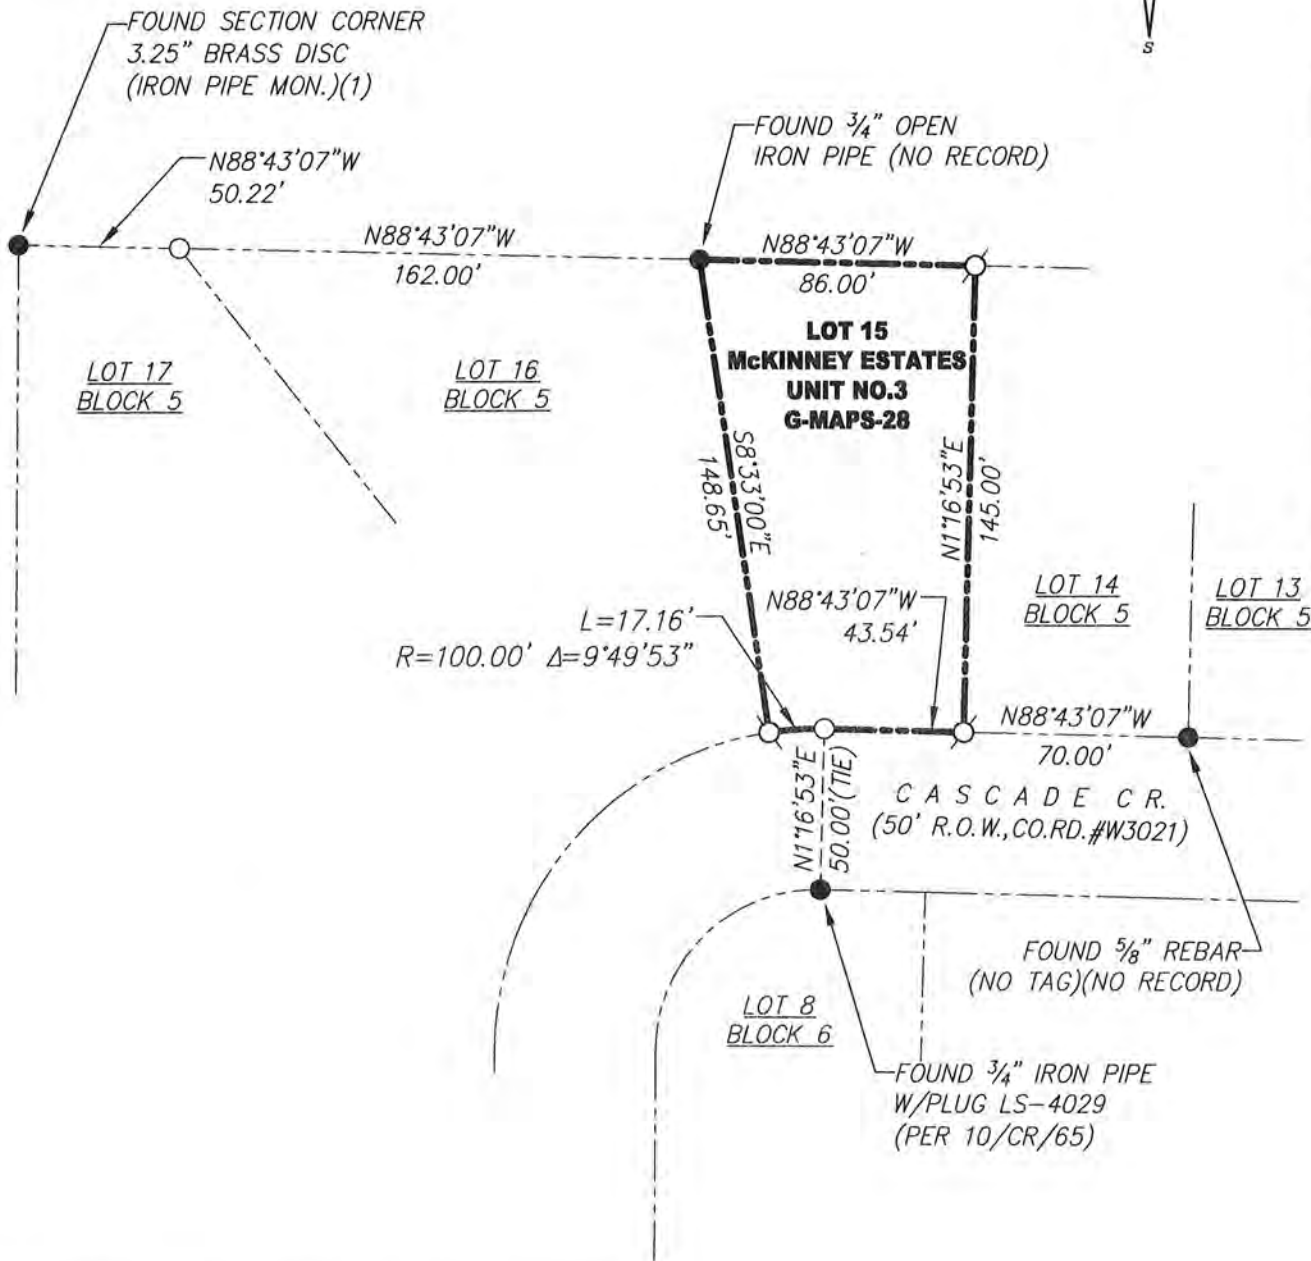 S
FOUND SECTION CORNER
3.25" BRASS DISC
(IRON PIPE MON.)(1)
FOUND ¾" OPEN
IRON PIPE (NO RECORD)
N88°43'07"W
50.22'
N88°43'07"W
162.00'
N88°43'07"W
86.00'
LOT 15
McKINNEY ESTATES
UNIT NO.3
G-MAPS-28
LOT 17
BLOCK 5
LOT 16
BLOCK 5
S8°33'00"E
148.65'
N1°16'53"E
145.00'
LOT 14
BLOCK 5
LOT 13
BLOCK 5
N88°43'07"W
43.54'
L=17.16'
R=100.00' Δ=9°49'53"
N88°43'07"W
70.00'
N1°16'53"E
50.00'(TIE)
CASCADE CR.
(50' R.O.W.,CO.RD.#W3021)
FOUND ⅝" REBAR
(NO TAG)(NO RECORD)
LOT 8
BLOCK 6
FOUND ¾" IRON PIPE
W/PLUG LS-4029
(PER 10/CR/65)